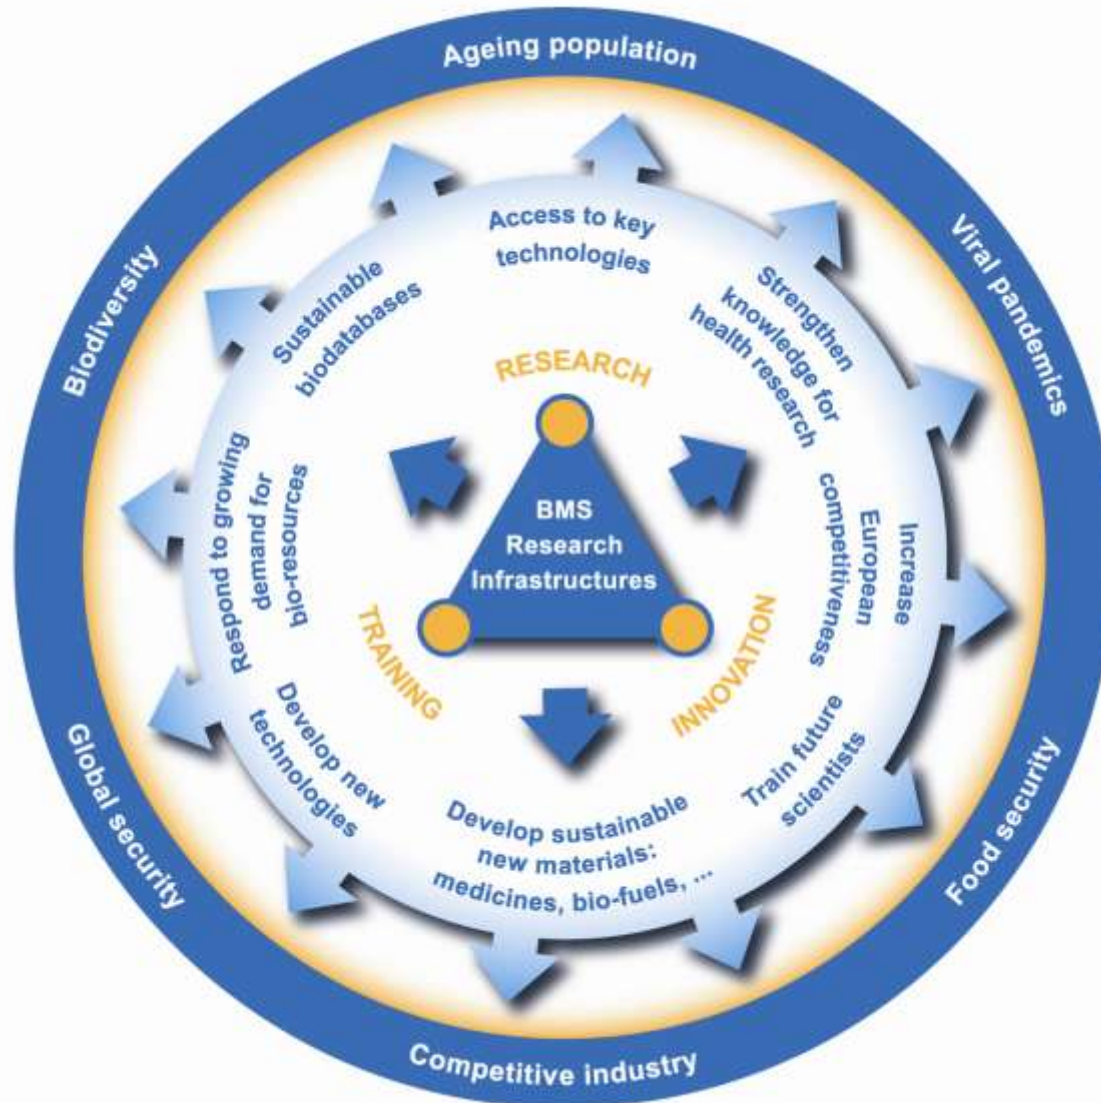 Ageing population
Viral pandemics
Food security
Competitive industry
Global security
Biodiversity
Access to key
technologies
Strengthen
knowledge for
health research
Increase
European
competitiveness
Train future
scientists
Develop sustainable
new materials:
medicines, bio-fuels, ...
Develop new
technologies
Respond to growing
demand for
bio-resources
Sustainable
biodatabases
RESEARCH
INNOVATION
TRAINING
BMS
Research
Infrastructures